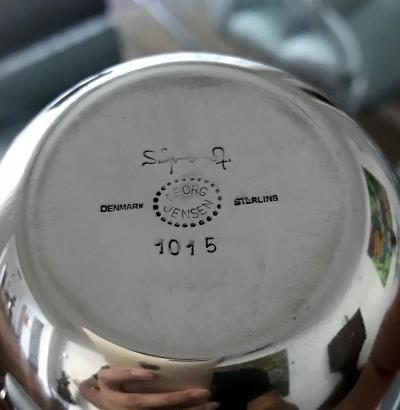 GEORG
JENSEN
DENMARK STERLING
1015